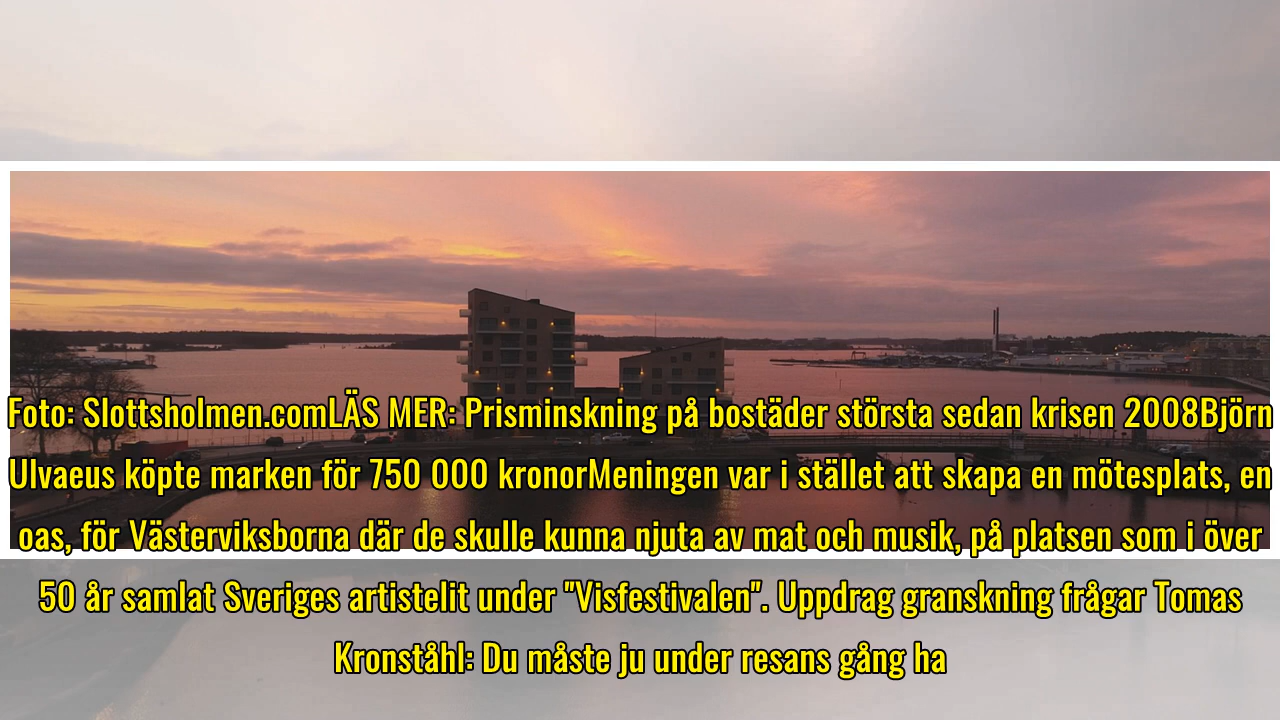 Foto: Slottsholmen.comLÄS MER: Prisminskning på bostäder största sedan krisen 2008Björn
Ulvaeus köpte marken för 750 000 kronorMeningen var i stället att skapa en mötesplats, en
oas, för Västerviksborna där de skulle kunna njuta av mat och musik, på platsen som i över
50 år samlat Sveriges artistelit under "Visfestivalen". Uppdrag granskning frågar Tomas
Kronståhl: Du måste ju under resans gång ha